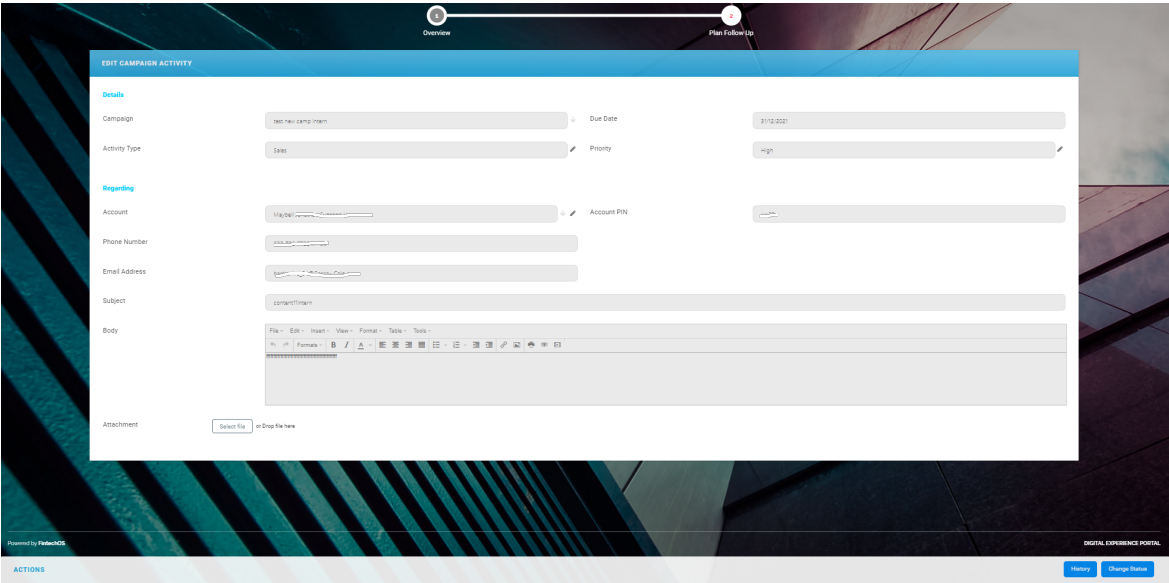 1
2
Overview
Plan Follow Up
EDIT CAMPAIGN ACTIVITY
Details
Campaign
test new camp intern
Due Date
31/12/2021
Activity Type
Sales
Priority
High
Regarding
Account
Maybell
Account PIN
Phone Number
Email Address
Subject
content11intern
Body
File Edit Insert View Format Table Tools
Formats B I A
Attachment
Select file or Drop file here
Powered by FintechOS
DIGITAL EXPERIENCE PORTAL
ACTIONS
History
Change Status